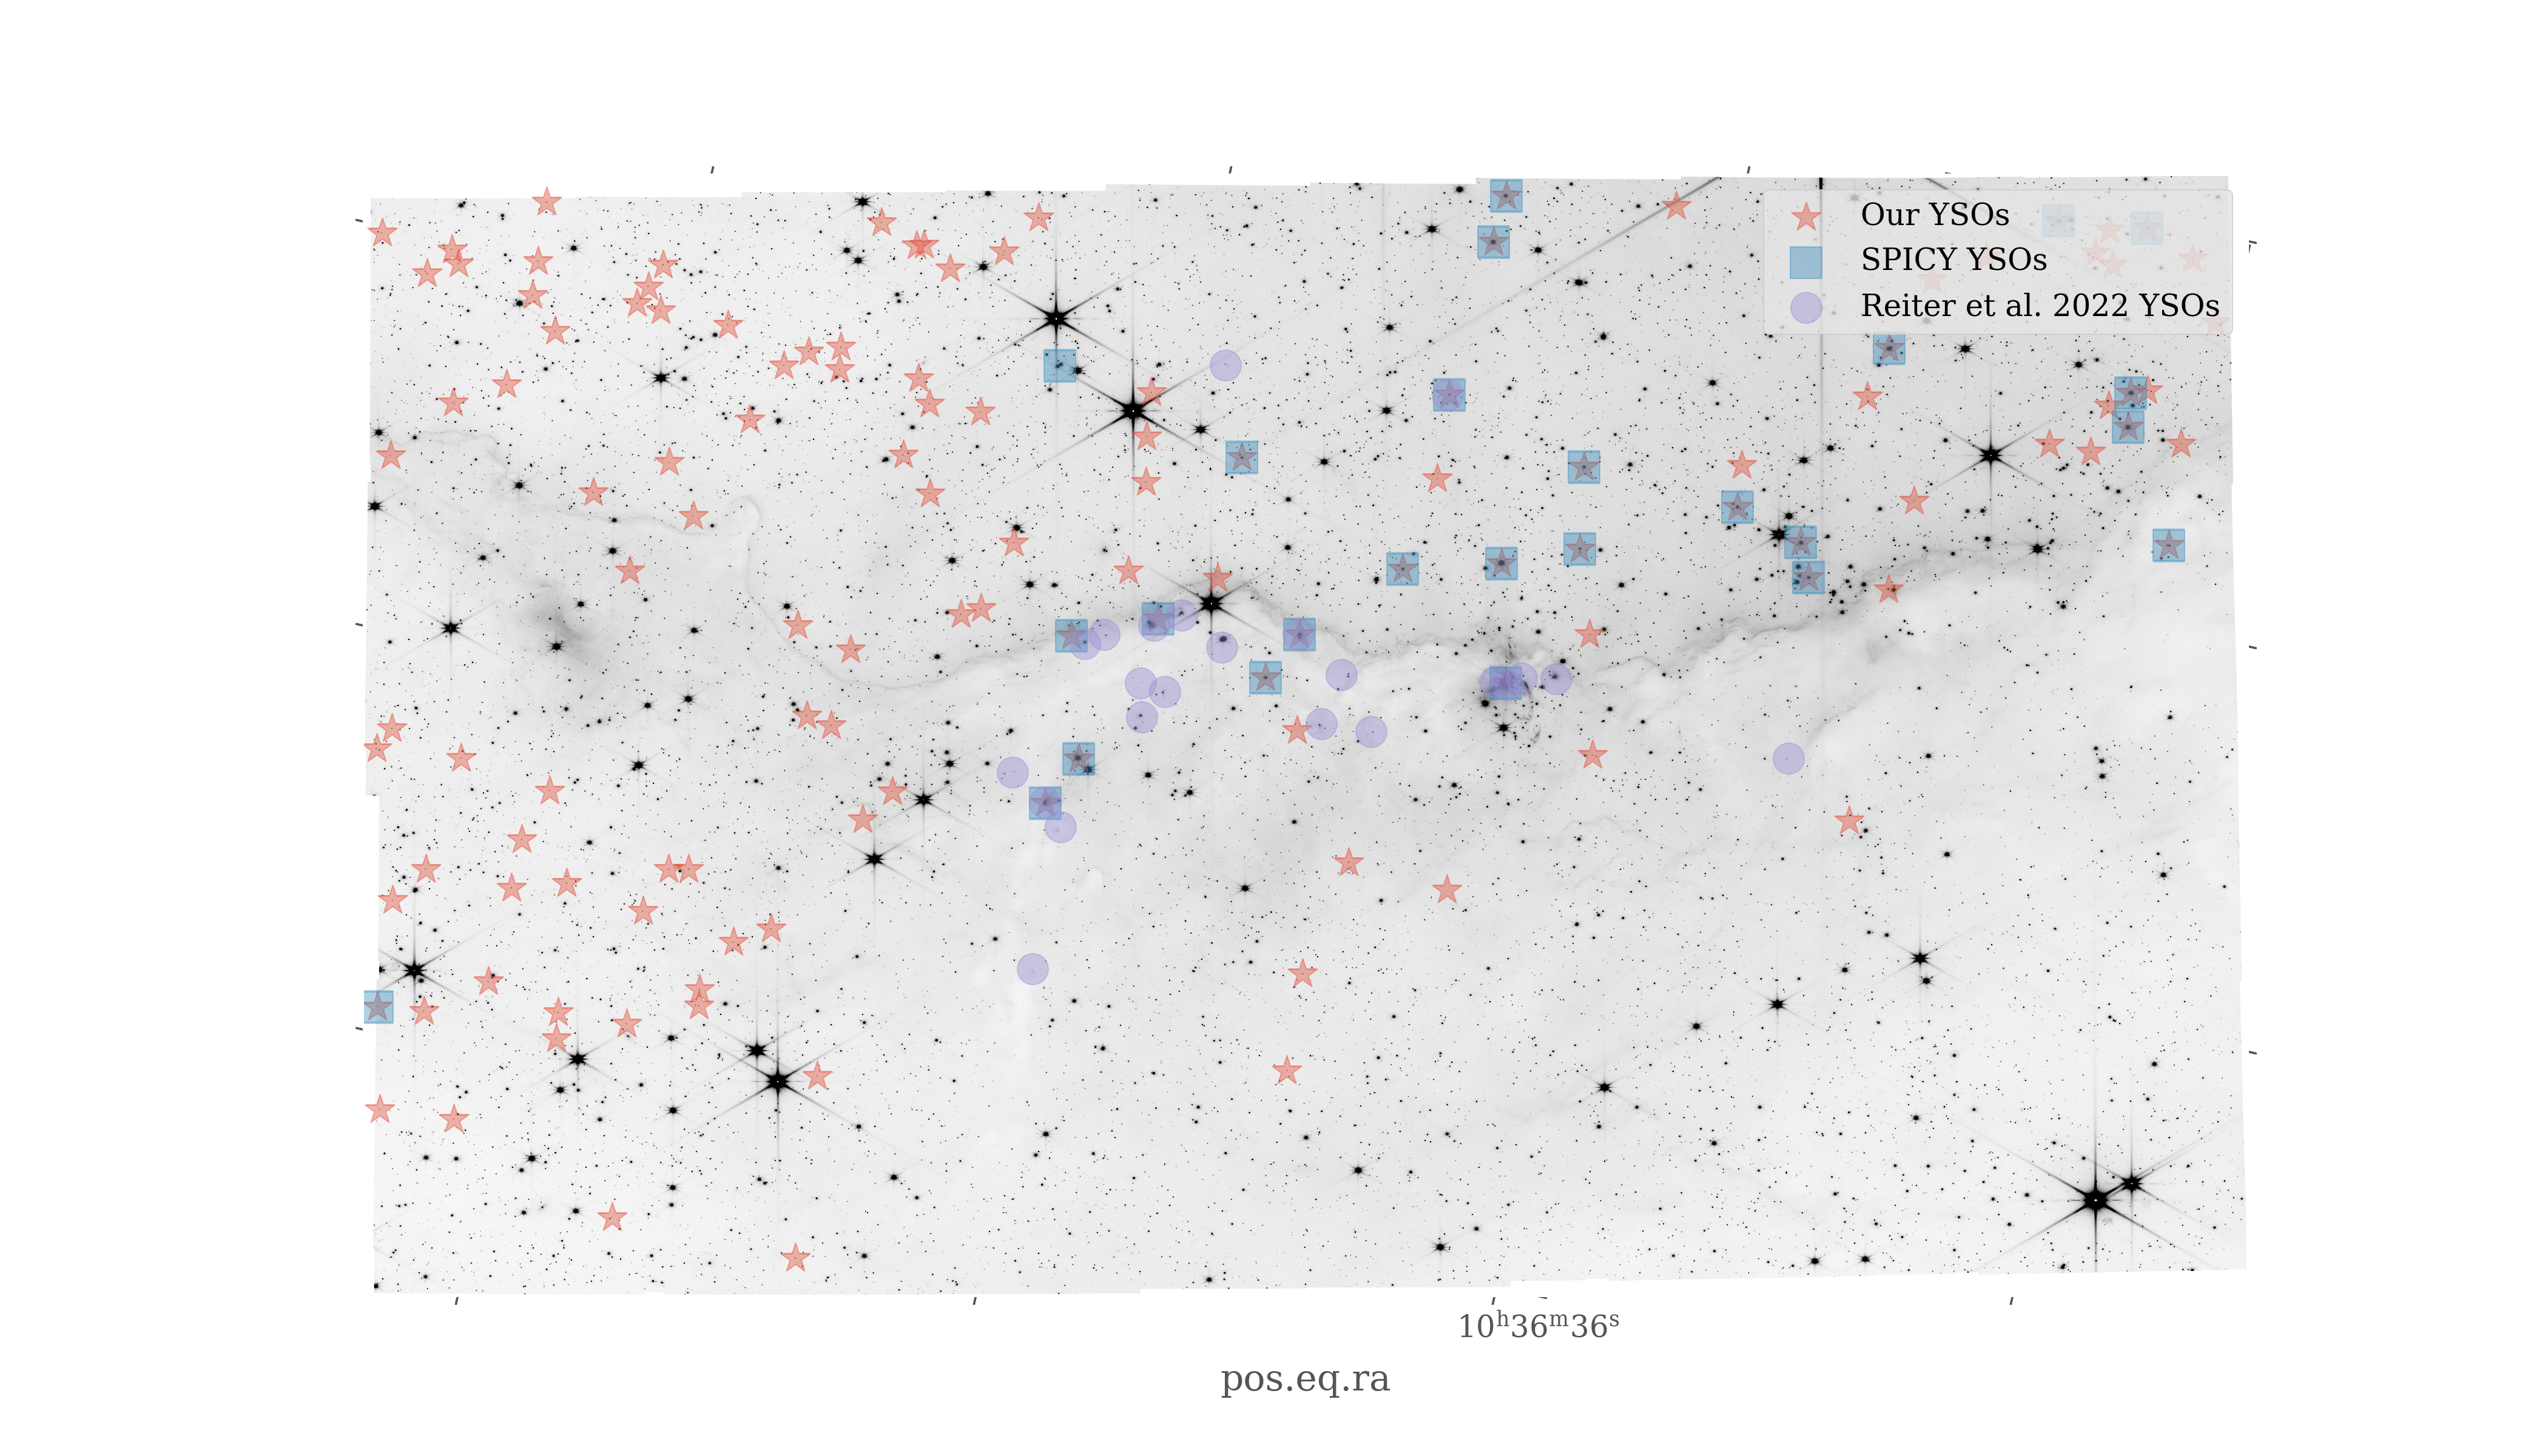 Our YSOs
SPICY YSOs
Reiter et al. 2022 YSOs
10ʰ36ᵐ36ˢ
pos.eq.ra